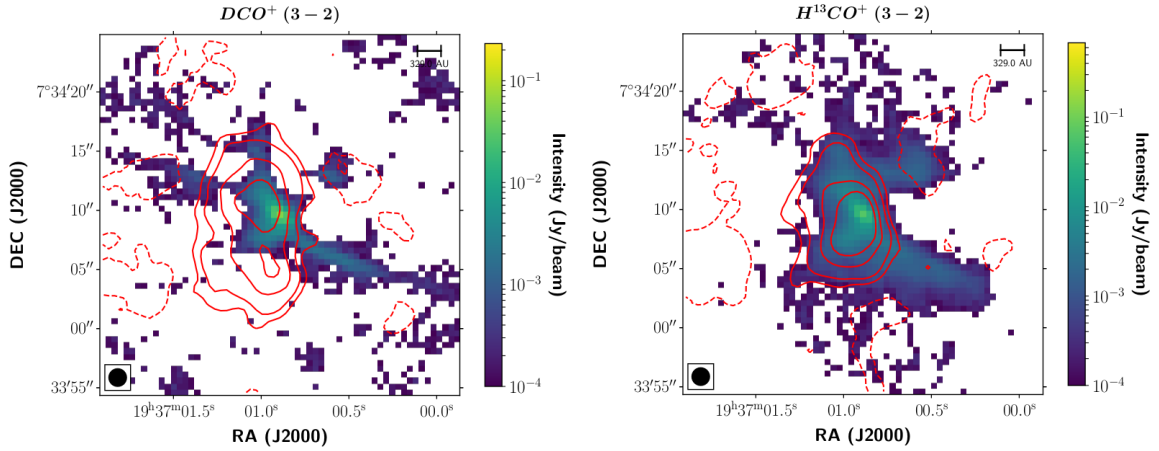 DCO⁺ (3 − 2)
329.0 AU
7°34′20″
15″
10″
05″
00″
33′55″
DEC (J2000)
19ʰ37ᵐ01.5ˢ
01.0ˢ
00.5ˢ
00.0ˢ
RA (J2000)
10⁻¹
10⁻²
10⁻³
10⁻⁴
Intensity (Jy/beam)
H¹³CO⁺ (3 − 2)
329.0 AU
7°34′20″
15″
10″
05″
00″
33′55″
DEC (J2000)
19ʰ37ᵐ01.5ˢ
01.0ˢ
00.5ˢ
00.0ˢ
RA (J2000)
10⁻¹
10⁻²
10⁻³
10⁻⁴
Intensity (Jy/beam)